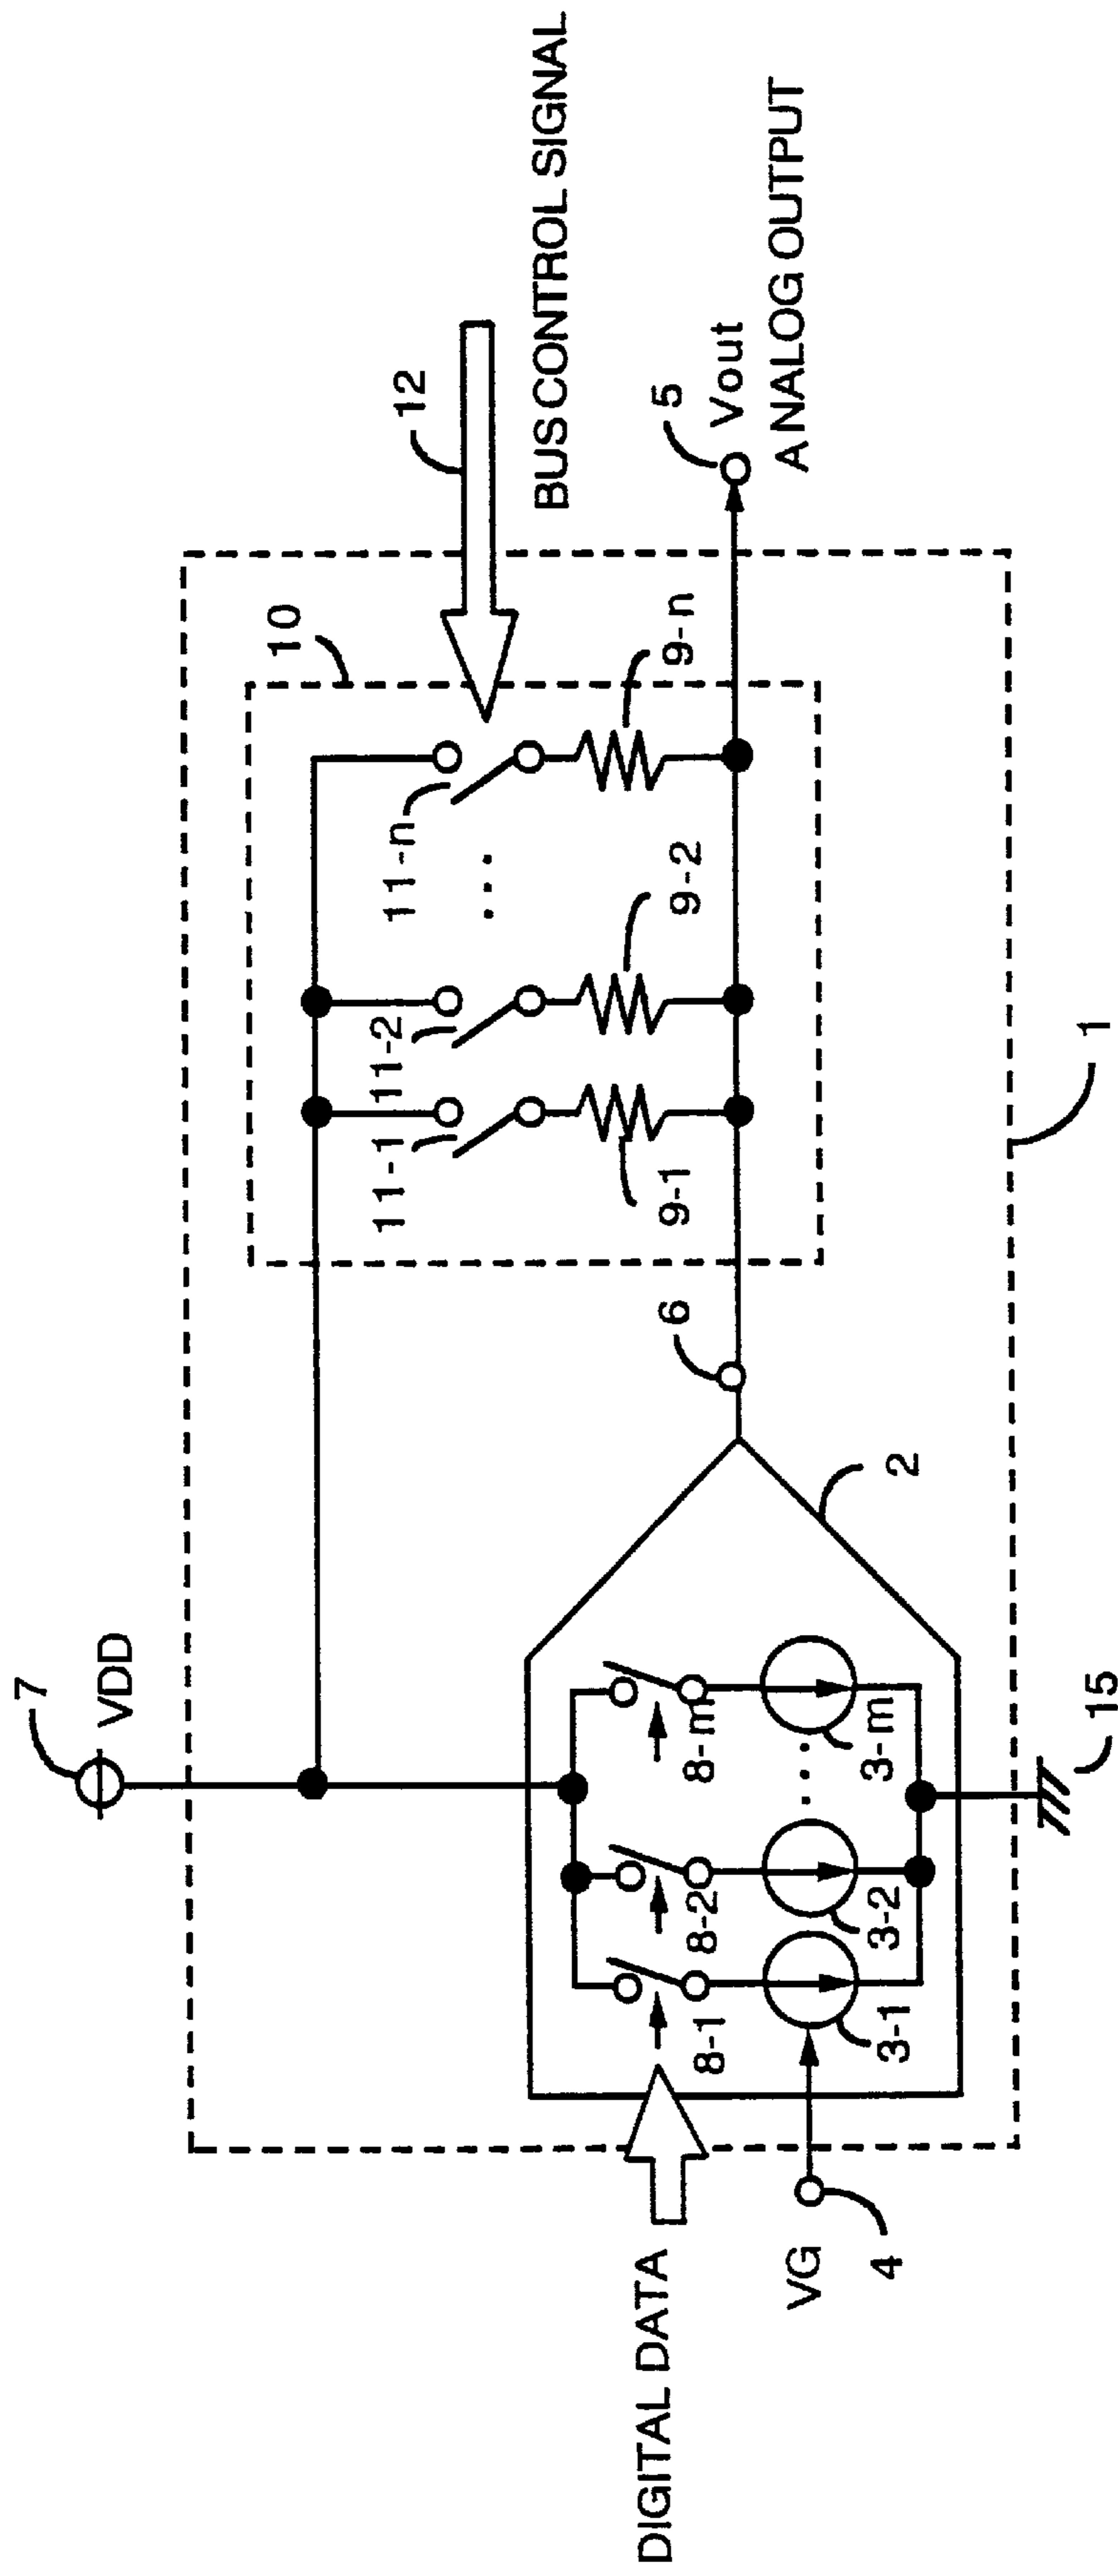 7
VDD
12
BUS CONTROL SIGNAL
10
11-1
11-2
11-n
...
9-1
9-2
9-n
6
5
Vout
ANALOG OUTPUT
DIGITAL DATA
8-1
8-2
8-m
...
3-1
3-2
3-m
2
VG
4
15
1